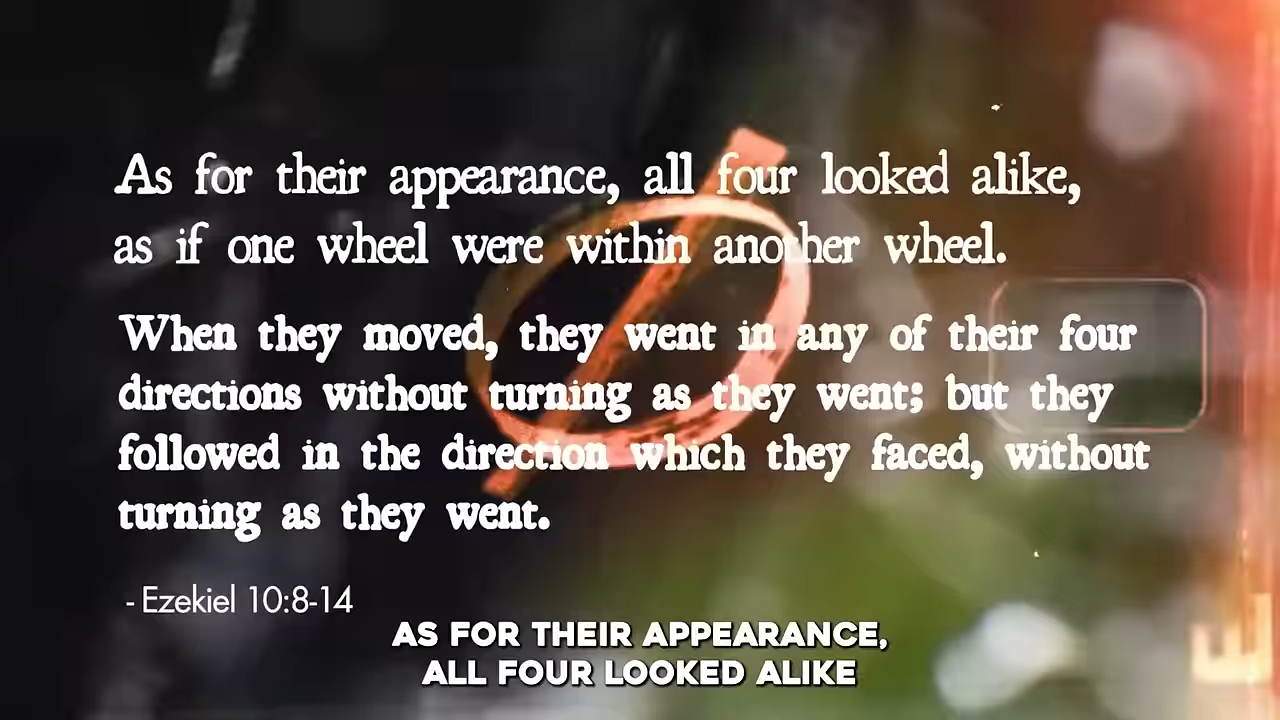 As for their appearance, all four looked alike,
as if one wheel were within another wheel.
When they moved, they went in any of their four
directions without turning as they went; but they
followed in the direction which they faced, without
turning as they went.
- Ezekiel 10:8-14
AS FOR THEIR APPEARANCE,
ALL FOUR LOOKED ALIKE